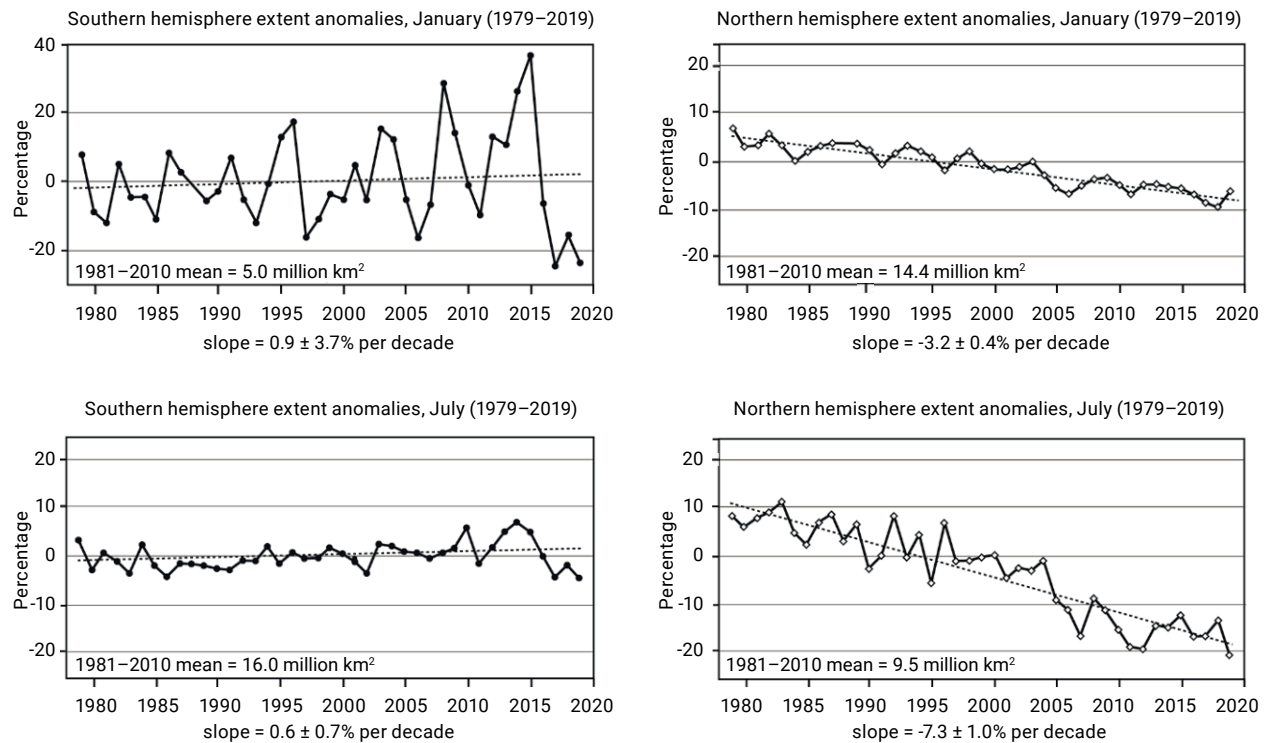 Southern hemisphere extent anomalies, January (1979–2019)
Percentage
40
20
0
-20
1981–2010 mean = 5.0 million km²
1980 1985 1990 1995 2000 2005 2010 2015 2020
slope = 0.9 ± 3.7% per decade
Northern hemisphere extent anomalies, January (1979–2019)
Percentage
20
10
0
-10
-20
1981–2010 mean = 14.4 million km²
1980 1985 1990 1995 2000 2005 2010 2015 2020
slope = -3.2 ± 0.4% per decade
Southern hemisphere extent anomalies, July (1979–2019)
Percentage
20
10
0
-10
-20
1981–2010 mean = 16.0 million km²
1980 1985 1990 1995 2000 2005 2010 2015 2020
slope = 0.6 ± 0.7% per decade
Northern hemisphere extent anomalies, July (1979–2019)
Percentage
20
10
0
-10
-20
1981–2010 mean = 9.5 million km²
1980 1985 1990 1995 2000 2005 2010 2015 2020
slope = -7.3 ± 1.0% per decade